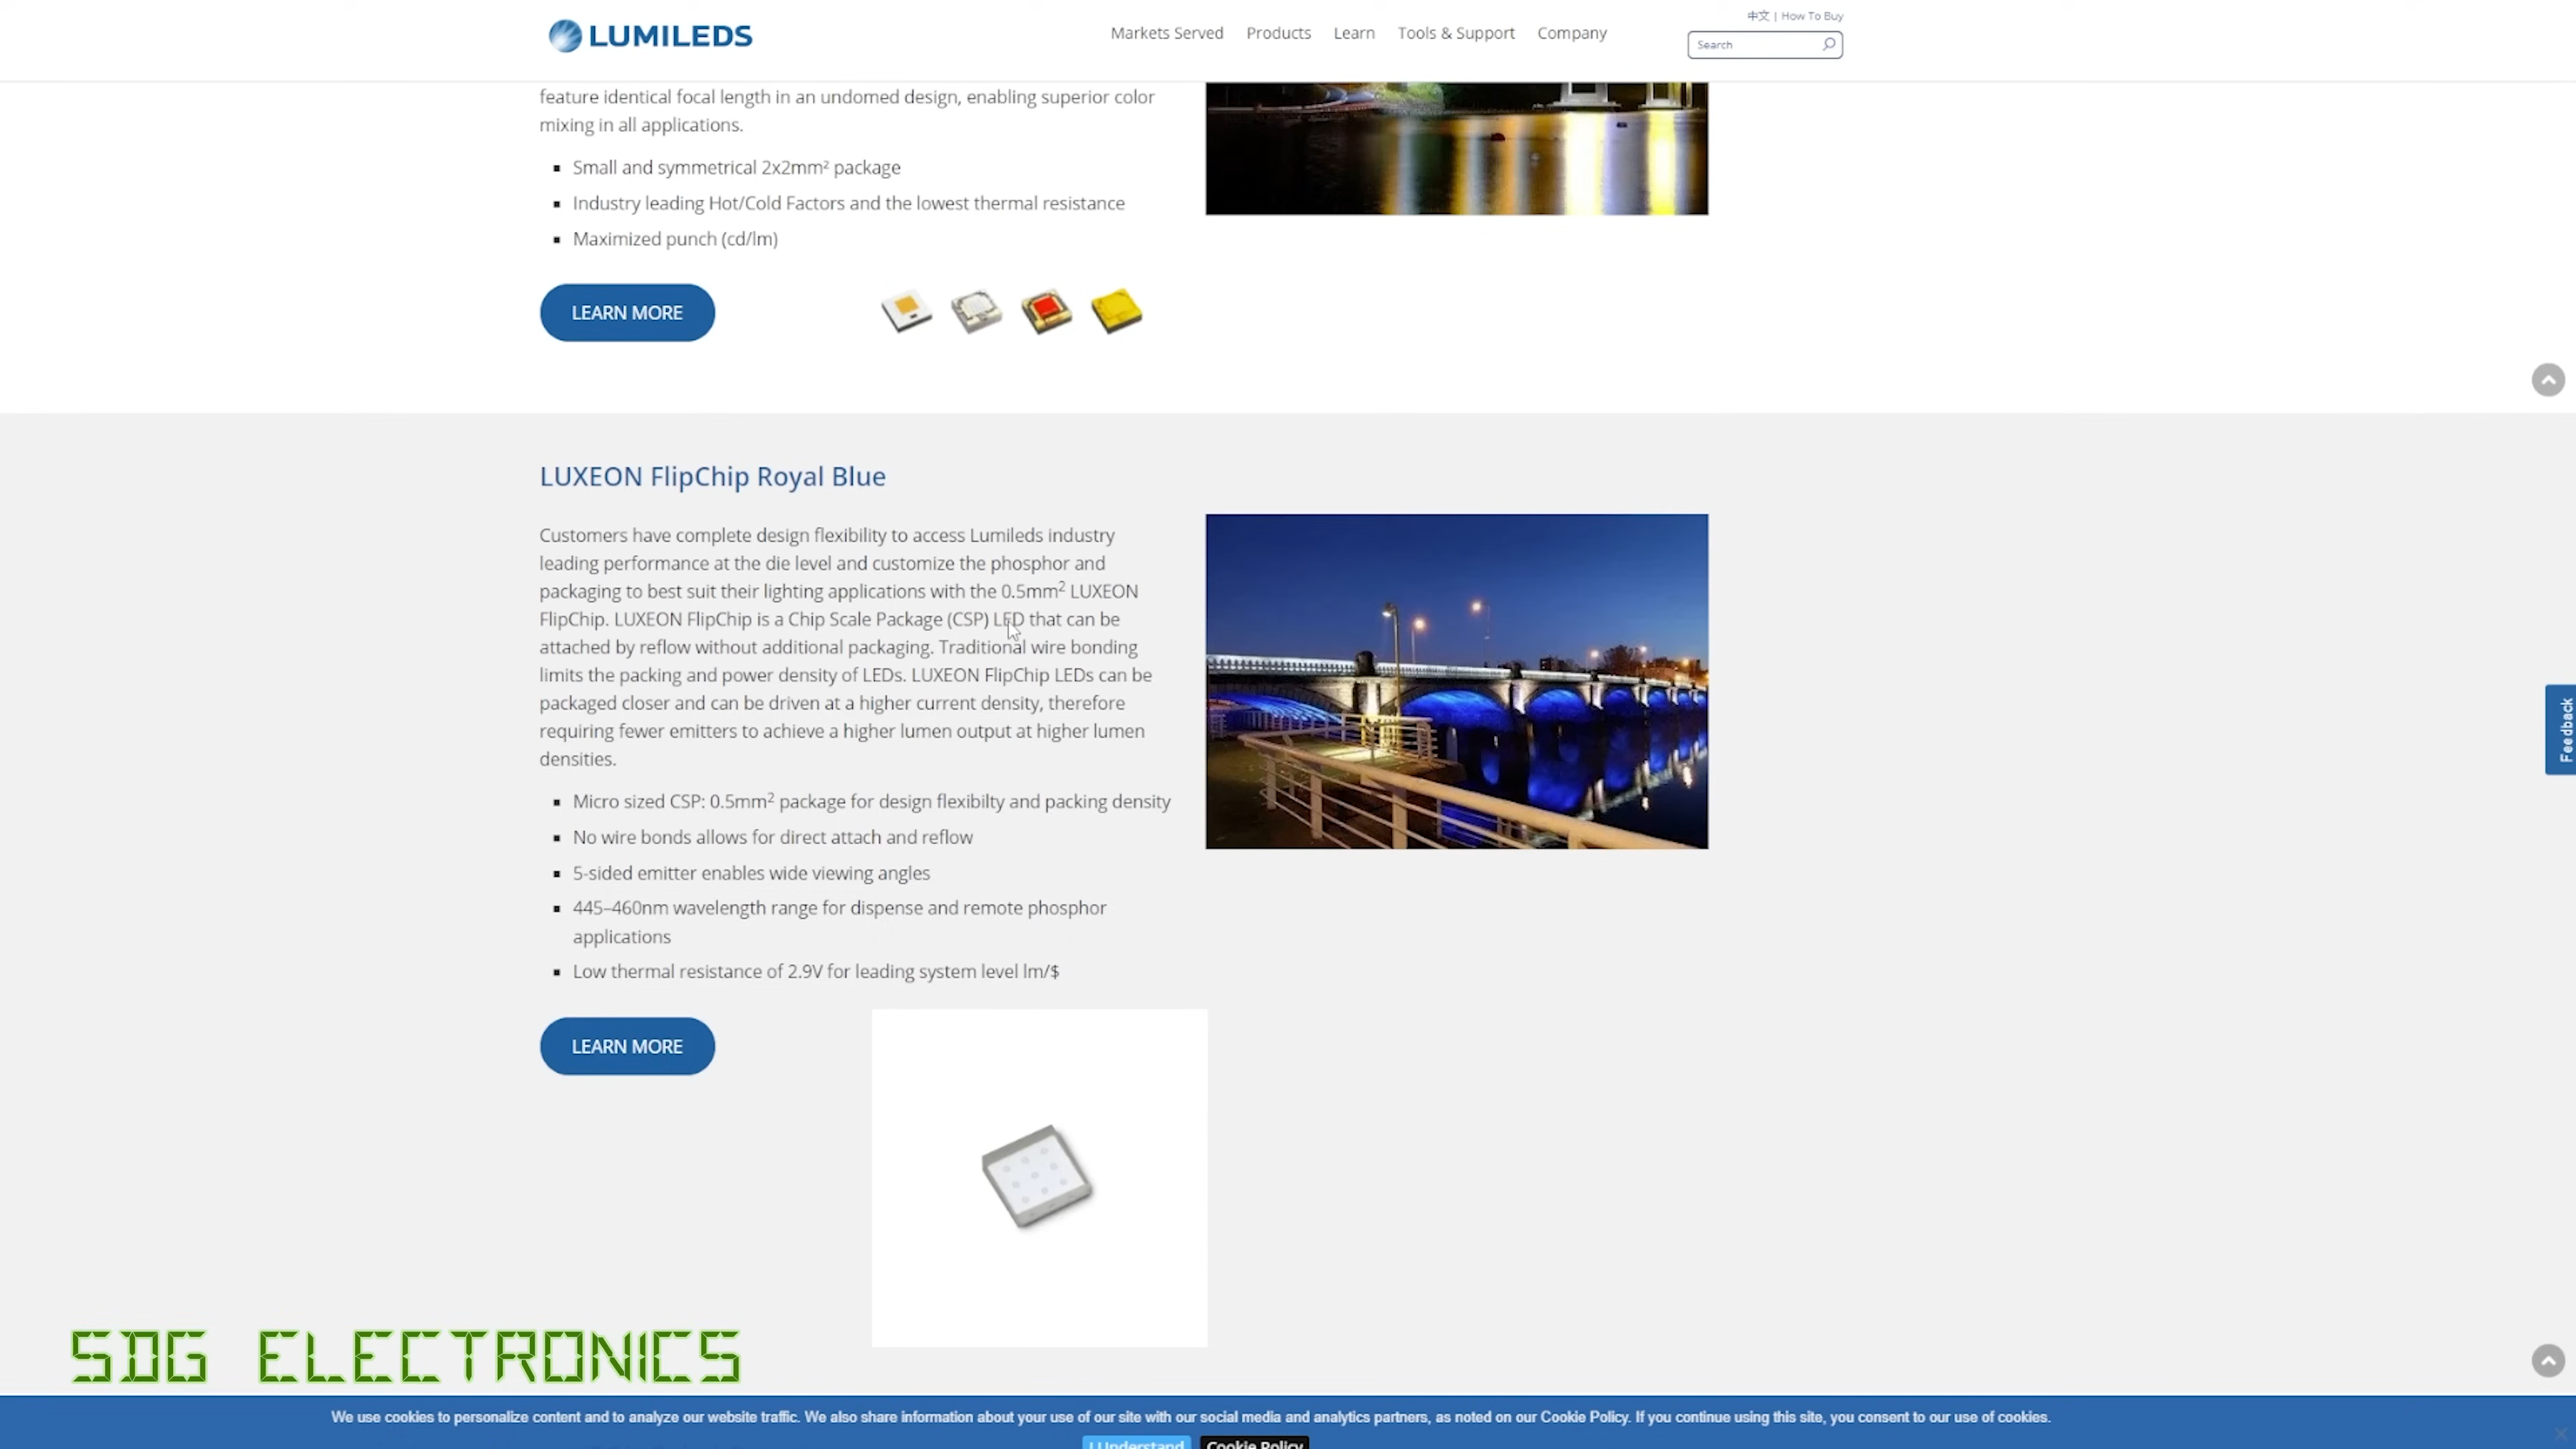 LUMILEDS
Markets Served
Products
Learn
Tools & Support
Company
中文 | How To Buy
Search
feature identical focal length in an undomed design, enabling superior color
mixing in all applications.
▪ Small and symmetrical 2x2mm² package
▪ Industry leading Hot/Cold Factors and the lowest thermal resistance
▪ Maximized punch (cd/lm)
LEARN MORE
LUXEON FlipChip Royal Blue
Customers have complete design flexibility to access Lumileds industry
leading performance at the die level and customize the phosphor and
packaging to best suit their lighting applications with the 0.5mm² LUXEON
FlipChip. LUXEON FlipChip is a Chip Scale Package (CSP) LED that can be
attached by reflow without additional packaging. Traditional wire bonding
limits the packing and power density of LEDs. LUXEON FlipChip LEDs can be
packaged closer and can be driven at a higher current density, therefore
requiring fewer emitters to achieve a higher lumen output at higher lumen
densities.
▪ Micro sized CSP: 0.5mm² package for design flexibilty and packing density
▪ No wire bonds allows for direct attach and reflow
▪ 5-sided emitter enables wide viewing angles
▪ 445–460nm wavelength range for dispense and remote phosphor
applications
▪ Low thermal resistance of 2.9V for leading system level lm/$
LEARN MORE
Feedback
SDG ELECTRONICS
We use cookies to personalize content and to analyze our website traffic. We also share information about your use of our site with our social media and analytics partners, as noted on our Cookie Policy. If you continue using this site, you consent to our use of cookies.
I Understand
Cookie Policy